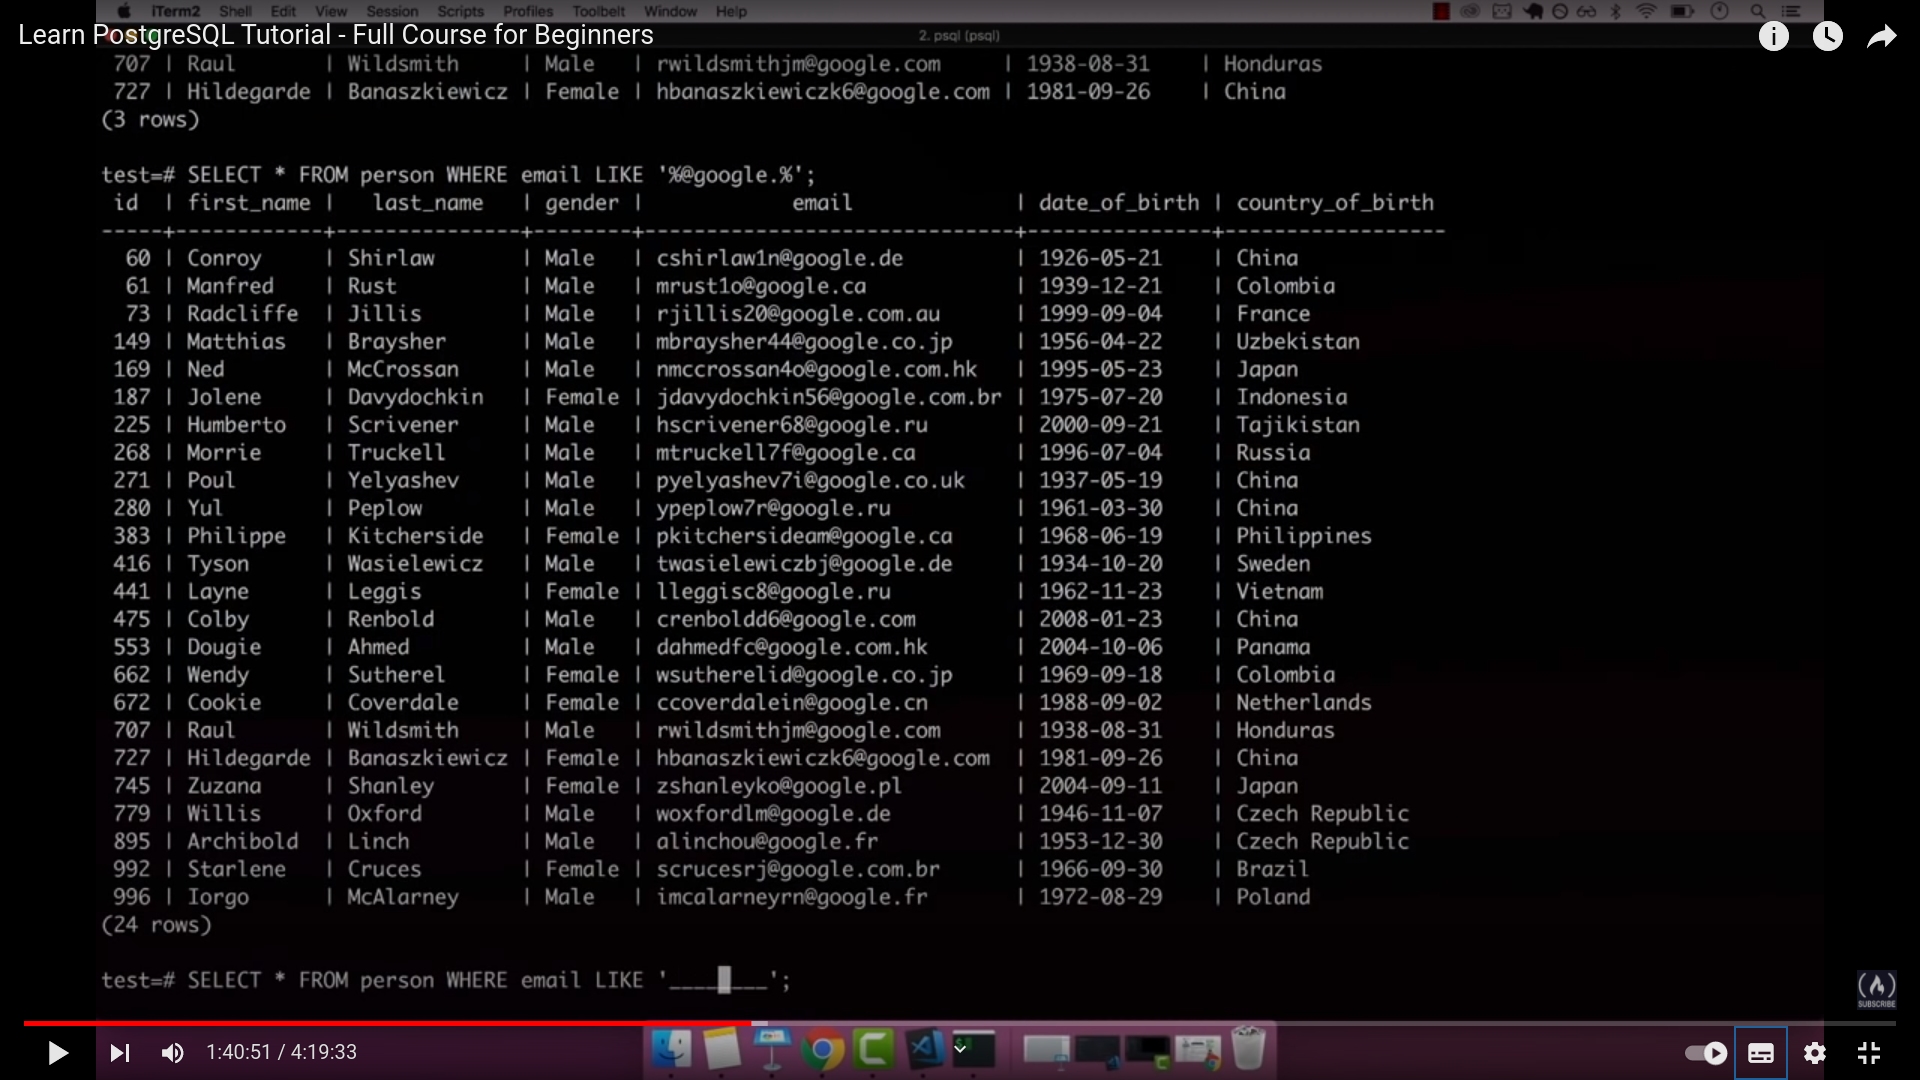 iTerm2 Shell Edit View Session Scripts Profiles Toolbelt Window Help
Learn PostgreSQL Tutorial - Full Course for Beginners
2. psql (psql)
707 | Raul | Wildsmith | Male | rwildsmithjm@google.com | 1938-08-31 | Honduras
727 | Hildegarde | Banaszkiewicz | Female | hbanaszkiewiczk6@google.com | 1981-09-26 | China
(3 rows)
test=# SELECT * FROM person WHERE email LIKE '%@google.%';
id | first_name | last_name | gender | email | date_of_birth | country_of_birth
-----+------------+---------------+--------+------------------------------+---------------+------------------
60 | Conroy | Shirlaw | Male | cshirlaw1n@google.de | 1926-05-21 | China
61 | Manfred | Rust | Male | mrust1o@google.ca | 1939-12-21 | Colombia
73 | Radcliffe | Jillis | Male | rjillis20@google.com.au | 1999-09-04 | France
149 | Matthias | Braysher | Male | mbraysher44@google.co.jp | 1956-04-22 | Uzbekistan
169 | Ned | McCrossan | Male | nmccrossan4o@google.com.hk | 1995-05-23 | Japan
187 | Jolene | Davydochkin | Female | jdavydochkin56@google.com.br | 1975-07-20 | Indonesia
225 | Humberto | Scrivener | Male | hscrivener68@google.ru | 2000-09-21 | Tajikistan
268 | Morrie | Truckell | Male | mtruckell7f@google.ca | 1996-07-04 | Russia
271 | Poul | Yelyashev | Male | pyelyashev7i@google.co.uk | 1937-05-19 | China
280 | Yul | Peplow | Male | ypeplow7r@google.ru | 1961-03-30 | China
383 | Philippe | Kitcherside | Female | pkitchersideam@google.ca | 1968-06-19 | Philippines
416 | Tyson | Wasielewicz | Male | twasielewiczbj@google.de | 1934-10-20 | Sweden
441 | Layne | Leggis | Female | lleggisc8@google.ru | 1962-11-23 | Vietnam
475 | Colby | Renbold | Male | crenboldd6@google.com | 2008-01-23 | China
553 | Dougie | Ahmed | Male | dahmedfc@google.com.hk | 2004-10-06 | Panama
662 | Wendy | Sutherel | Female | wsutherelid@google.co.jp | 1969-09-18 | Colombia
672 | Cookie | Coverdale | Female | ccoverdalein@google.cn | 1988-09-02 | Netherlands
707 | Raul | Wildsmith | Male | rwildsmithjm@google.com | 1938-08-31 | Honduras
727 | Hildegarde | Banaszkiewicz | Female | hbanaszkiewiczk6@google.com | 1981-09-26 | China
745 | Zuzana | Shanley | Female | zshanleyko@google.pl | 2004-09-11 | Japan
779 | Willis | Oxford | Male | woxfordlm@google.de | 1946-11-07 | Czech Republic
895 | Archibold | Linch | Male | alinchou@google.fr | 1953-12-30 | Czech Republic
992 | Starlene | Cruces | Female | scrucesrj@google.com.br | 1966-09-30 | Brazil
996 | Iorgo | McAlarney | Male | imcalarneyrn@google.fr | 1972-08-29 | Poland
(24 rows)
test=# SELECT * FROM person WHERE email LIKE '________';
SUBSCRIBE
1:40:51 / 4:19:33